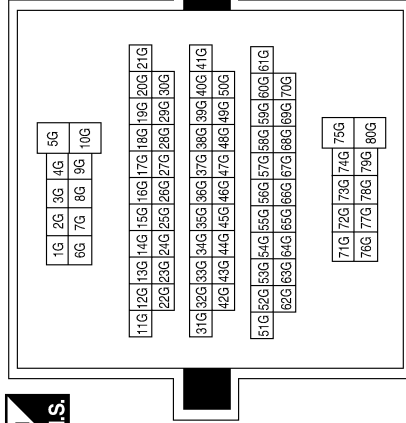 1G 2G 3G 4G 5G
6G 7G 8G 9G 10G
11G 12G 13G 14G 15G 16G 17G 18G 19G 20G 21G
22G 23G 24G 25G 26G 27G 28G 29G 30G
31G 32G 33G 34G 35G 36G 37G 38G 39G 40G 41G
42G 43G 44G 45G 46G 47G 48G 49G 50G
51G 52G 53G 54G 55G 56G 57G 58G 59G 60G 61G
62G 63G 64G 65G 66G 67G 68G 69G 70G
71G 72G 73G 74G 75G
76G 77G 78G 79G 80G
I.S.